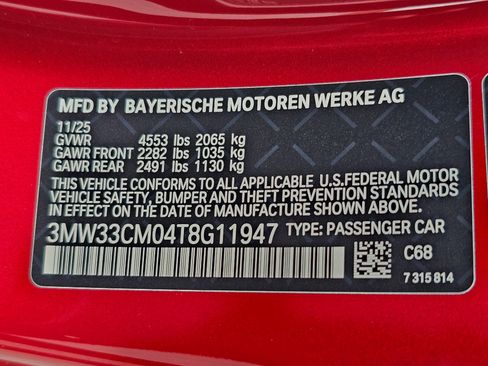 MFD BY BAYERISCHE MOTOREN WERKE AG
11/25
GVWR 4553 lbs 2065 kg
GAWR FRONT 2282 lbs 1035 kg
GAWR REAR 2491 lbs 1130 kg
THIS VEHICLE CONFORMS TO ALL APPLICABLE U.S.FEDERAL MOTOR
VEHICLE SAFETY, BUMPER AND THEFT PREVENTION STANDARDS
IN EFFECT ON THE DATE OF MANUFACTURE SHOWN ABOVE.
3MW33CM04T8G11947 TYPE: PASSENGER CAR
C68
7 315 814